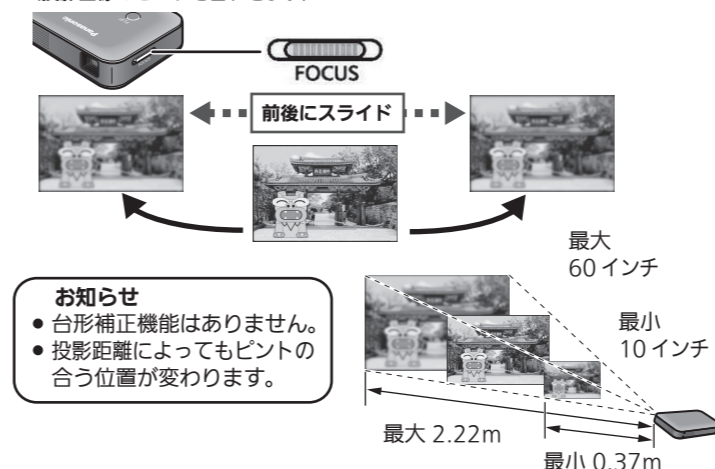 Panasonic
FOCUS
前後にスライド
最大
60 インチ
最小
10 インチ
お知らせ
● 台形補正機能はありません。
● 投影距離によってもピントの
合う位置が変わります。
最大 2.22m
最小 0.37m